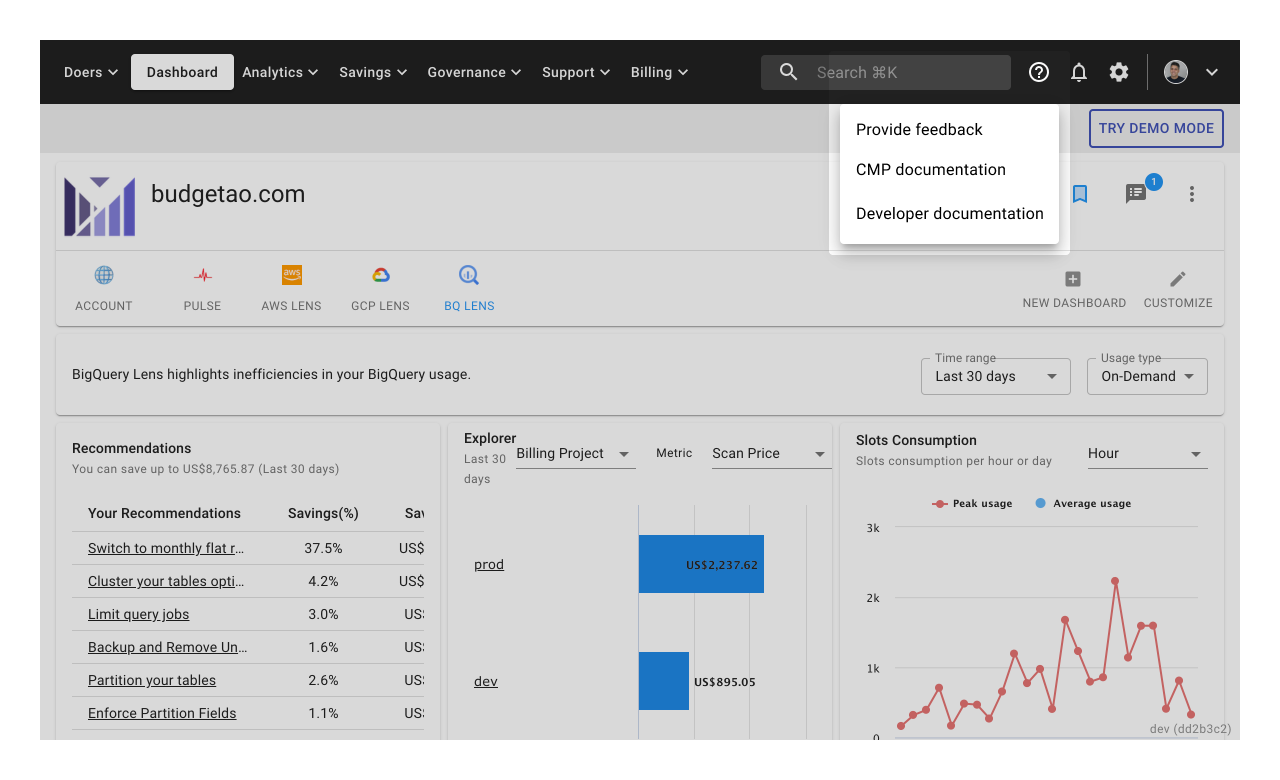 Doers Dashboard Analytics Savings Governance Support Billing Search ⌘K
Provide feedback
CMP documentation
Developer documentation
TRY DEMO MODE
budgetao.com
1
aws
ACCOUNT PULSE AWS LENS GCP LENS BQ LENS
NEW DASHBOARD CUSTOMIZE
BigQuery Lens highlights inefficiencies in your BigQuery usage.
Time range
Last 30 days
Usage type
On-Demand
Recommendations
You can save up to US$8,765.87 (Last 30 days)
Your Recommendations Savings(%) Sav
Switch to monthly flat r... 37.5% US$
Cluster your tables opti... 4.2% US$
Limit query jobs 3.0% US$
Backup and Remove Un... 1.6% US$
Partition your tables 2.6% US$
Enforce Partition Fields 1.1% US$
Explorer
Last 30
days
Billing Project Metric Scan Price
prod US$2,237.62
dev US$895.05
Slots Consumption
Slots consumption per hour or day
Hour
Peak usage Average usage
3k
2k
1k
0
dev (dd2b3c2)